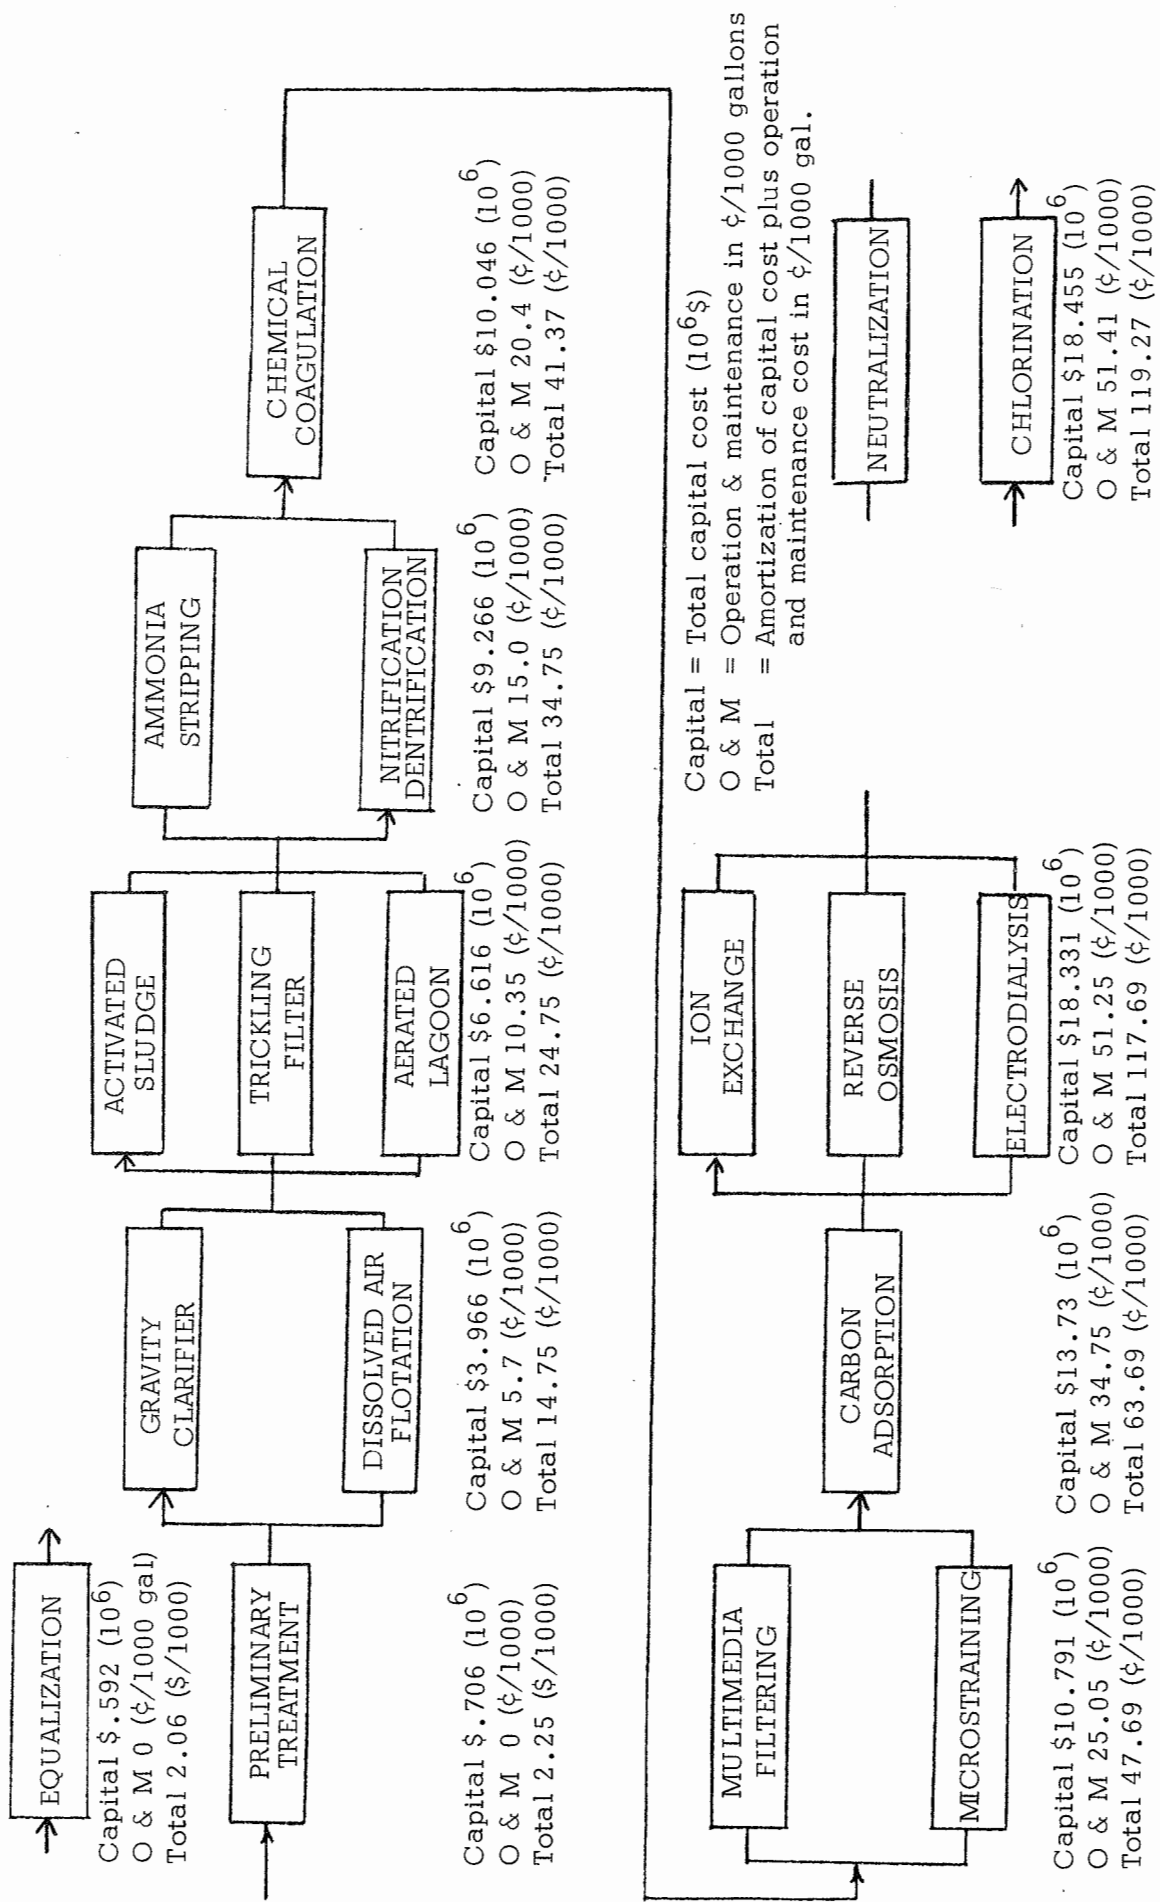 EQUALIZATION
Capital $.592 (10⁶)
O & M 0 (¢/1000 gal)
Total 2.06 ($/1000)
PRELIMINARY
TREATMENT
Capital $.706 (10⁶)
O & M 0 (¢/1000)
Total 2.25 ($/1000)
GRAVITY
CLARIFIER
DISSOLVED AIR
FLOTATION
Capital $3.966 (10⁶)
O & M 5.7 (¢/1000)
Total 14.75 (¢/1000)
ACTIVATED
SLUDGE
TRICKLING
FILTER
AERATED
LAGOON
Capital $6.616 (10⁶)
O & M 10.35 (¢/1000)
Total 24.75 (¢/1000)
AMMONIA
STRIPPING
NITRIFICATION
DENTRIFICATION
Capital $9.266 (10⁶)
O & M 15.0 (¢/1000)
Total 34.75 (¢/1000)
CHEMICAL
COAGULATION
Capital $10.046 (10⁶)
O & M 20.4 (¢/1000)
Total 41.37 (¢/1000)
MULTIMEDIA
FILTERING
MICROSTRAINING
Capital $10.791 (10⁶)
O & M 25.05 (¢/1000)
Total 47.69 (¢/1000)
CARBON
ADSORPTION
Capital $13.73 (10⁶)
O & M 34.75 (¢/1000)
Total 63.69 (¢/1000)
ION
EXCHANGE
REVERSE
OSMOSIS
ELECTRODIALYSIS
Capital $18.331 (10⁶)
O & M 51.25 (¢/1000)
Total 117.69 (¢/1000)
Capital = Total capital cost (10⁶$)
O & M = Operation & maintenance in ¢/1000 gallons
Total = Amortization of capital cost plus operation
and maintenance cost in ¢/1000 gal.
NEUTRALIZATION
CHLORINATION
Capital $18.455 (10⁶)
O & M 51.41 (¢/1000)
Total 119.27 (¢/1000)